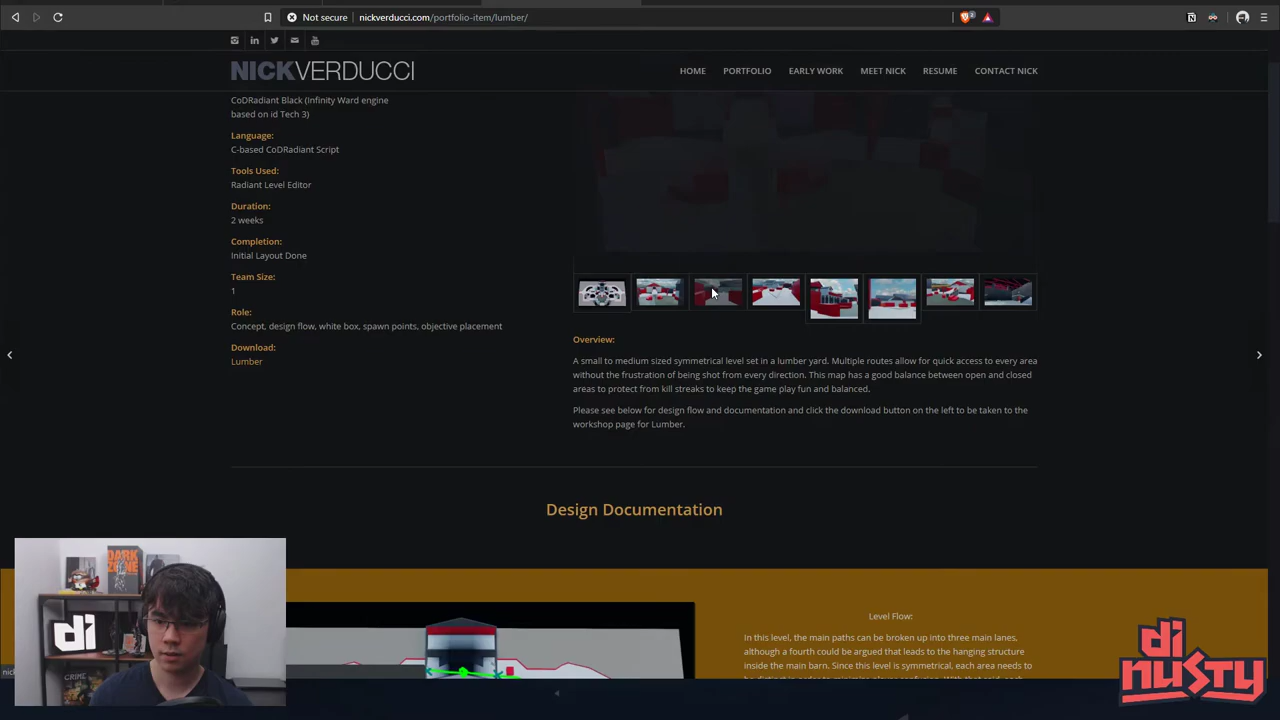 Not secure nickverducci.com/portfolio-item/lumber/
NICKVERDUCCI
HOME PORTFOLIO EARLY WORK MEET NICK RESUME CONTACT NICK
CoDRadiant Black (Infinity Ward engine
based on id Tech 3)
Language:
C-based CoDRadiant Script
Tools Used:
Radiant Level Editor
Duration:
2 weeks
Completion:
Initial Layout Done
Team Size:
1
Role:
Concept, design flow, white box, spawn points, objective placement
Download:
Lumber
Overview:
A small to medium sized symmetrical level set in a lumber yard. Multiple routes allow for quick access to every area
without the frustration of being shot from every direction. This map has a good balance between open and closed
areas to protect from kill streaks to keep the game play fun and balanced.
Please see below for design flow and documentation and click the download button on the left to be taken to the
workshop page for Lumber.
Design Documentation
Level Flow:
In this level, the main paths can be broken up into three main lanes,
although a fourth could be argued that leads to the hanging structure
inside the main barn. Since this level is symmetrical, each area needs to
DARK
ZONE
di
CRIME
di
nusty